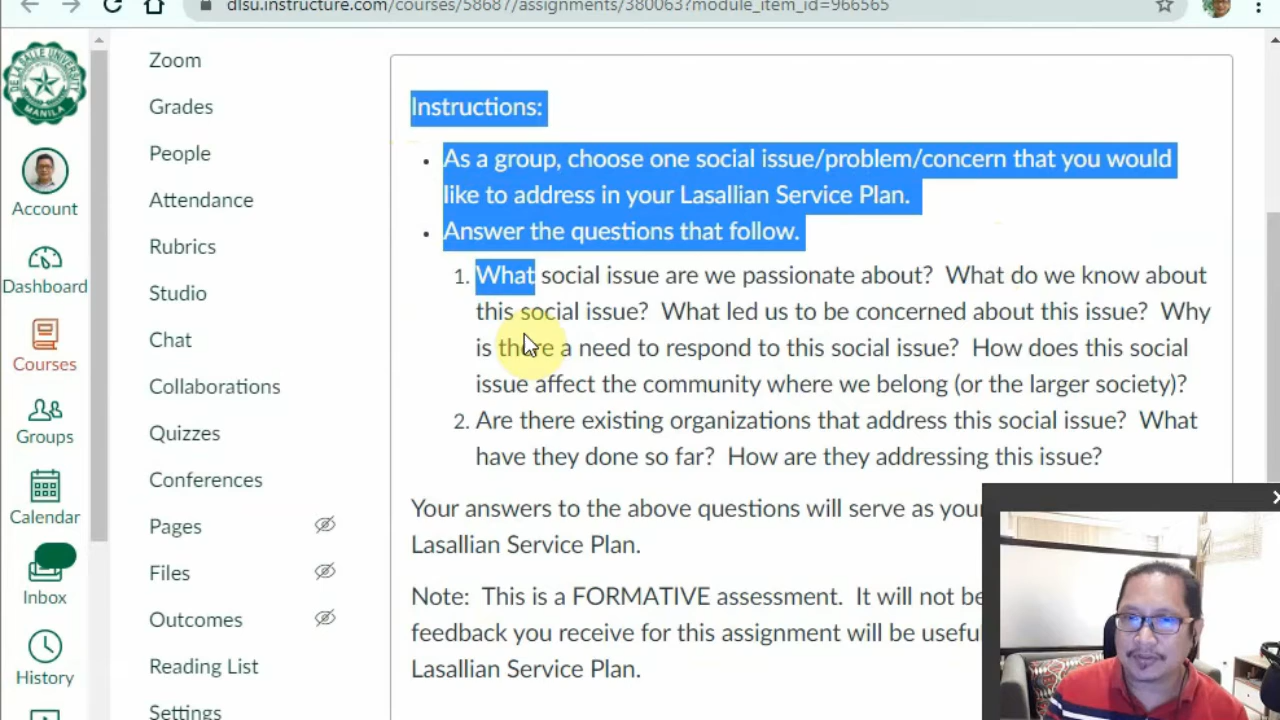 dlsu.instructure.com/courses/58687/assignments/380063?module_item_id=966565
DE LA SALLE UNIVERSITY
MANILA
Account
Dashboard
Courses
Groups
Calendar
Inbox
History
Zoom
Grades
People
Attendance
Rubrics
Studio
Chat
Collaborations
Quizzes
Conferences
Pages
Files
Outcomes
Reading List
Settings
Instructions:
• As a group, choose one social issue/problem/concern that you would
like to address in your Lasallian Service Plan.
• Answer the questions that follow.
1. What social issue are we passionate about?  What do we know about
this social issue?  What led us to be concerned about this issue?  Why
is there a need to respond to this social issue?  How does this social
issue affect the community where we belong (or the larger society)?
2. Are there existing organizations that address this social issue?  What
have they done so far?  How are they addressing this issue?
Your answers to the above questions will serve as your
Lasallian Service Plan.
Note:  This is a FORMATIVE assessment.  It will not be
feedback you receive for this assignment will be
Lasallian Service Plan.